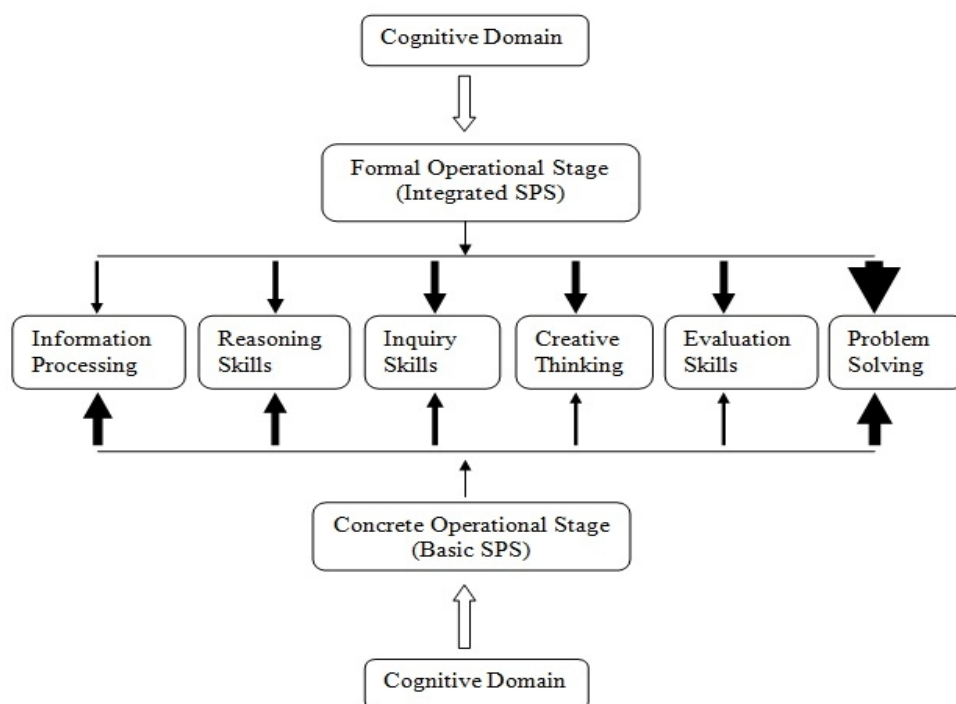 Cognitive Domain
Formal Operational Stage
(Integrated SPS)
Information
Processing
Reasoning
Skills
Inquiry
Skills
Creative
Thinking
Evaluation
Skills
Problem
Solving
Concrete Operational Stage
(Basic SPS)
Cognitive Domain